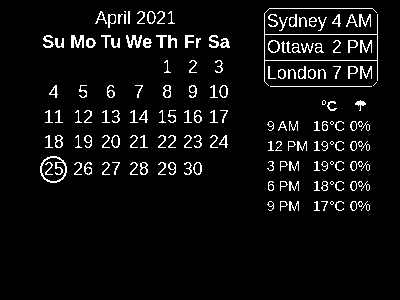 April 2021
Su Mo Tu We Th Fr Sa
1 2 3
4 5 6 7 8 9 10
11 12 13 14 15 16 17
18 19 20 21 22 23 24
25 26 27 28 29 30
Sydney 4 AM
Ottawa 2 PM
London 7 PM
°C ☂
9 AM 16°C 0%
12 PM 19°C 0%
3 PM 19°C 0%
6 PM 18°C 0%
9 PM 17°C 0%